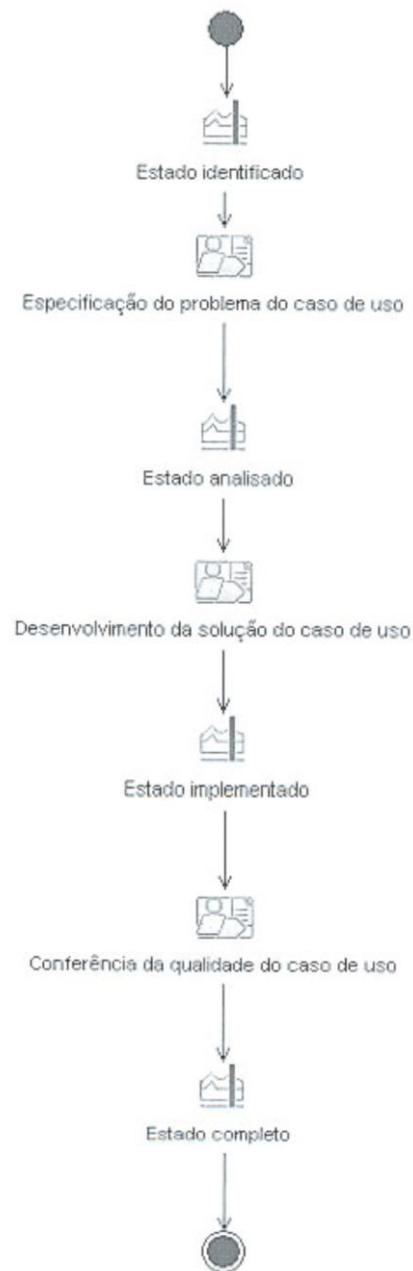 Estado identificado
Especificação do problema do caso de uso
Estado analisado
Desenvolvimento da solução do caso de uso
Estado implementado
Conferência da qualidade do caso de uso
Estado completo